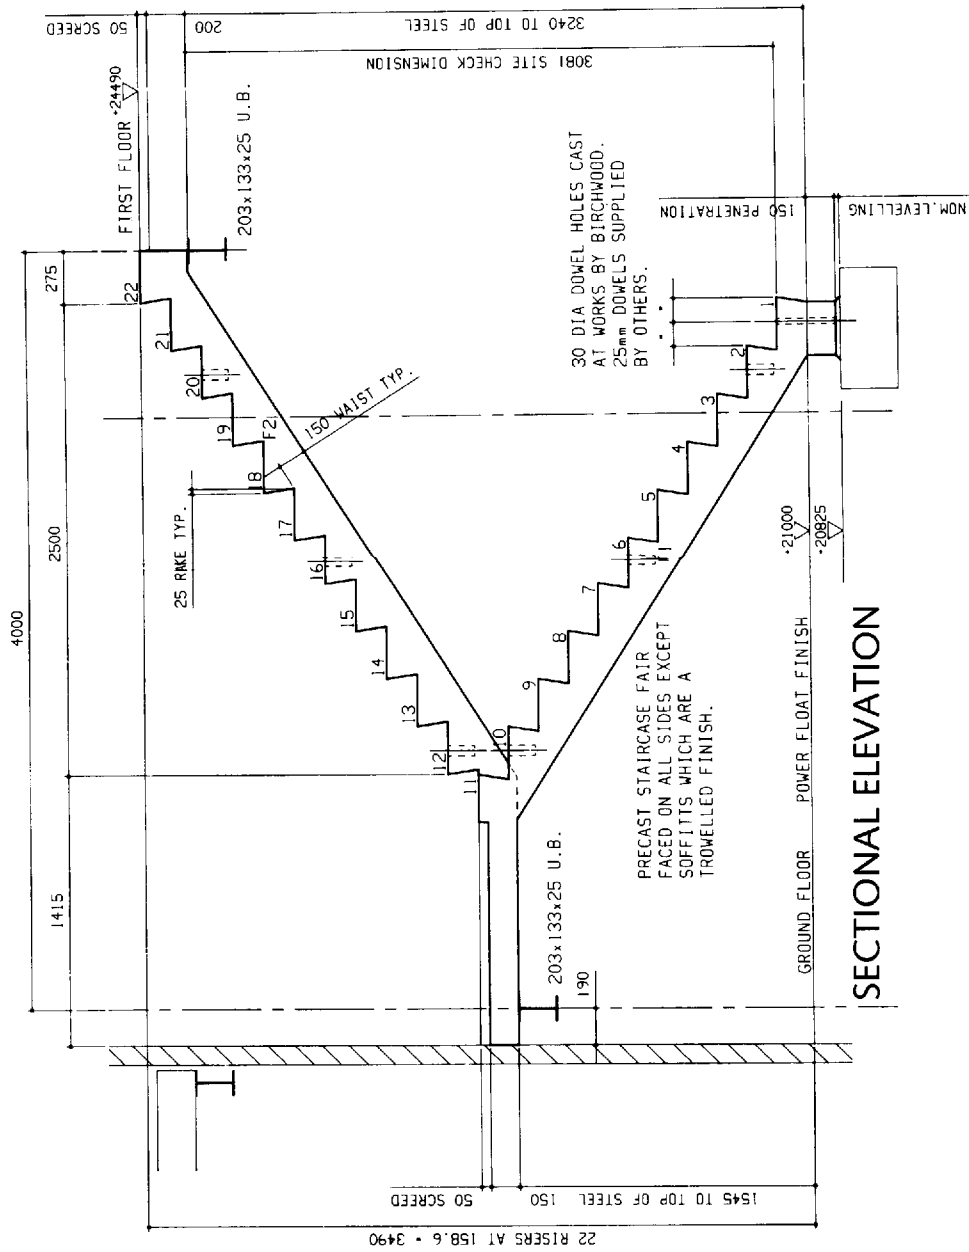 50 SCREED
200
3240 TO TOP OF STEEL
3081 SITE CHECK DIMENSION
FIRST FLOOR
+24490
203x133x25 U.B.
275
2500
4000
1415
22
21
20
19
18
17
16
15
14
13
12
11
10
9
8
7
6
5
4
3
2
1
F2
F1
150 WAIST TYP.
25 RAKE TYP.
30 DIA DOWEL HOLES CAST
AT WORKS BY BIRCHWOOD.
25mm DOWELS SUPPLIED
BY OTHERS.
150 PENETRATION
NOM.LEVELLING
+21000
+20825
PRECAST STAIRCASE FAIR
FACED ON ALL SIDES EXCEPT
SOFFITTS WHICH ARE A
TROWELLED FINISH.
203x133x25 U.B.
190
GROUND FLOOR POWER FLOAT FINISH
SECTIONAL ELEVATION
50 SCREED
150
1545 TO TOP OF STEEL
22 RISERS AT 158.6 = 3490